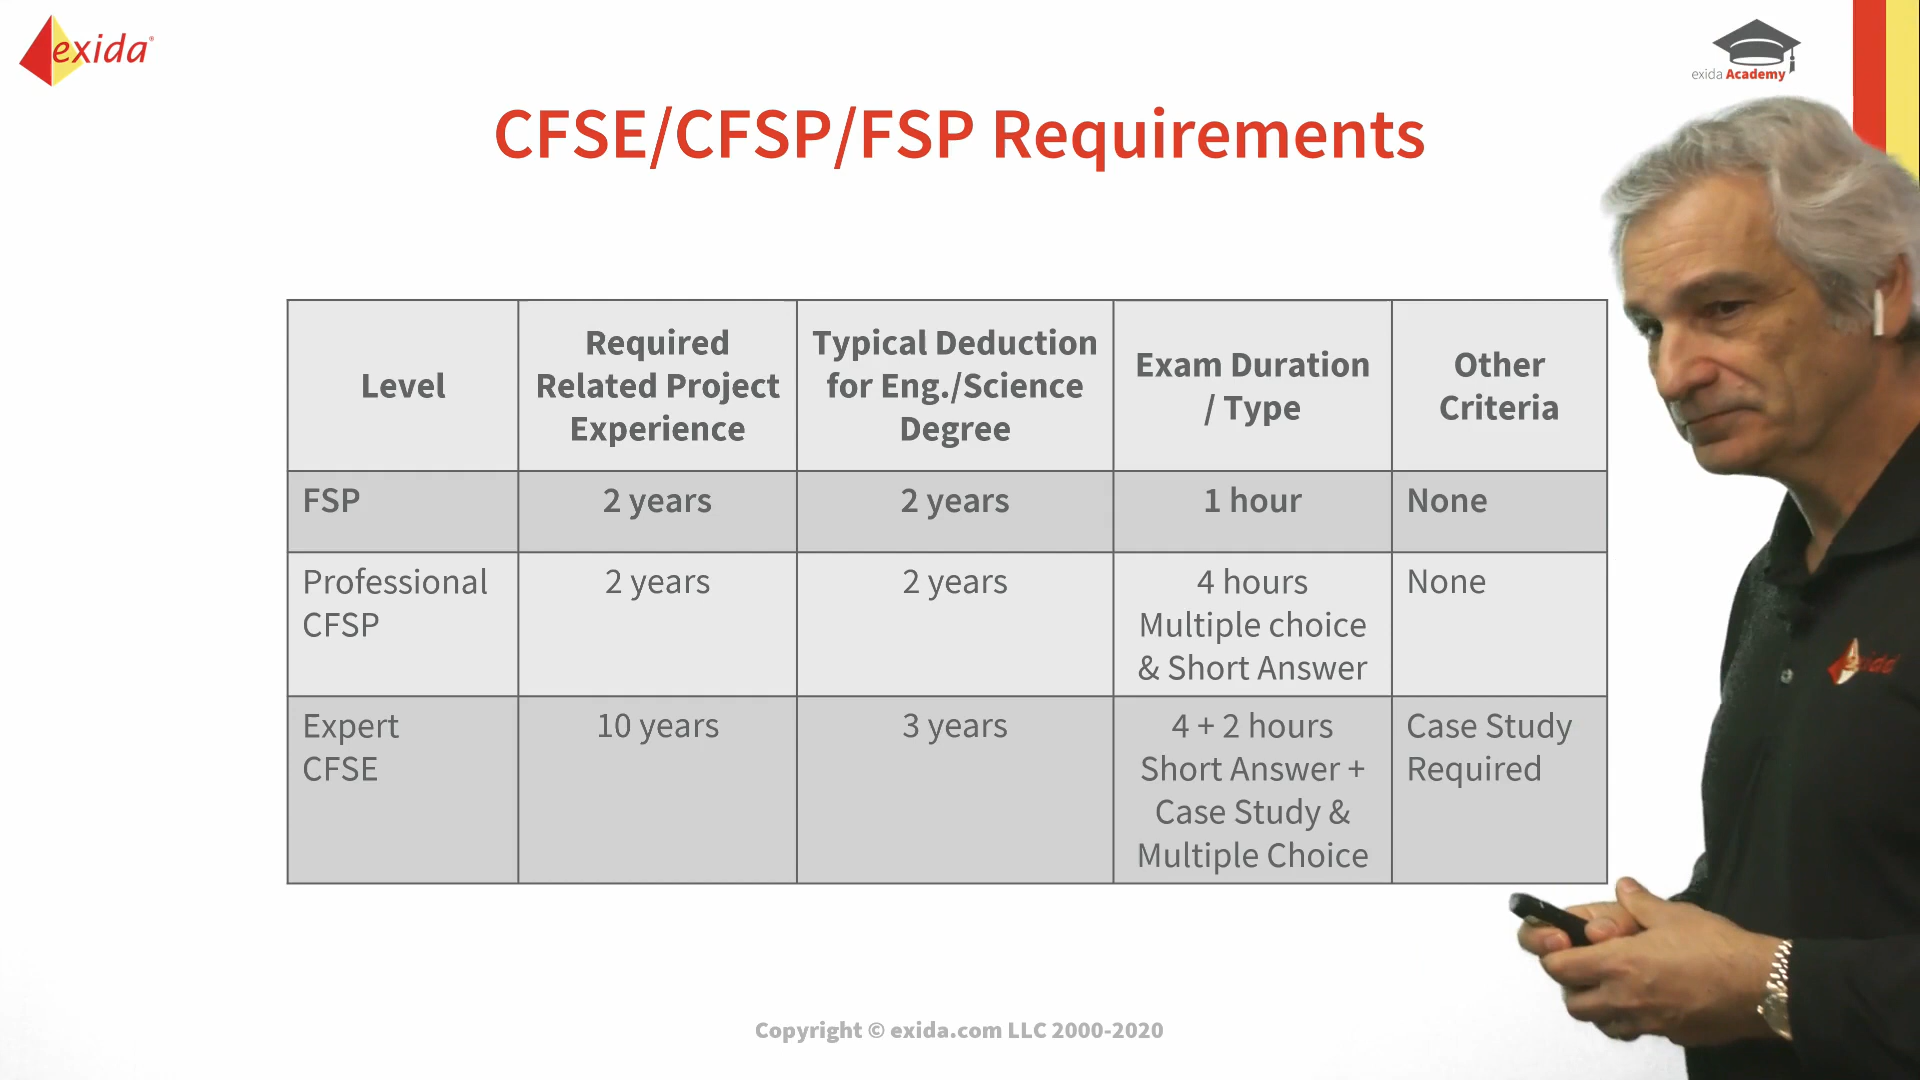 exida
exida Academy
CFSE/CFSP/FSP Requirements
Level
Required
Related Project
Experience
Typical Deduction
for Eng./Science
Degree
Exam Duration
/ Type
Other
Criteria
FSP
2 years
2 years
1 hour
None
Professional
CFSP
2 years
2 years
4 hours
Multiple choice
& Short Answer
None
Expert
CFSE
10 years
3 years
4 + 2 hours
Short Answer +
Case Study &
Multiple Choice
Case Study
Required
exida
Copyright © exida.com LLC 2000-2020